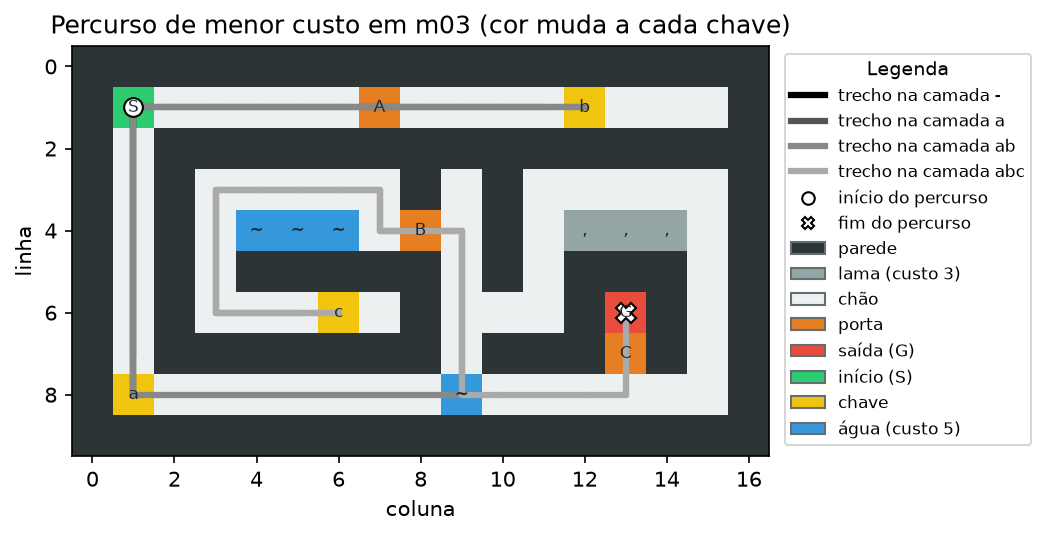 Percurso de menor custo em m03 (cor muda a cada chave)
0
2
4
6
8
linha
S A b
~ ~ ~ B , , ,
c G
C
a ~
0 2 4 6 8 10 12 14 16
coluna
Legenda
trecho na camada -
trecho na camada a
trecho na camada ab
trecho na camada abc
início do percurso
fim do percurso
parede
lama (custo 3)
chão
porta
saída (G)
início (S)
chave
água (custo 5)